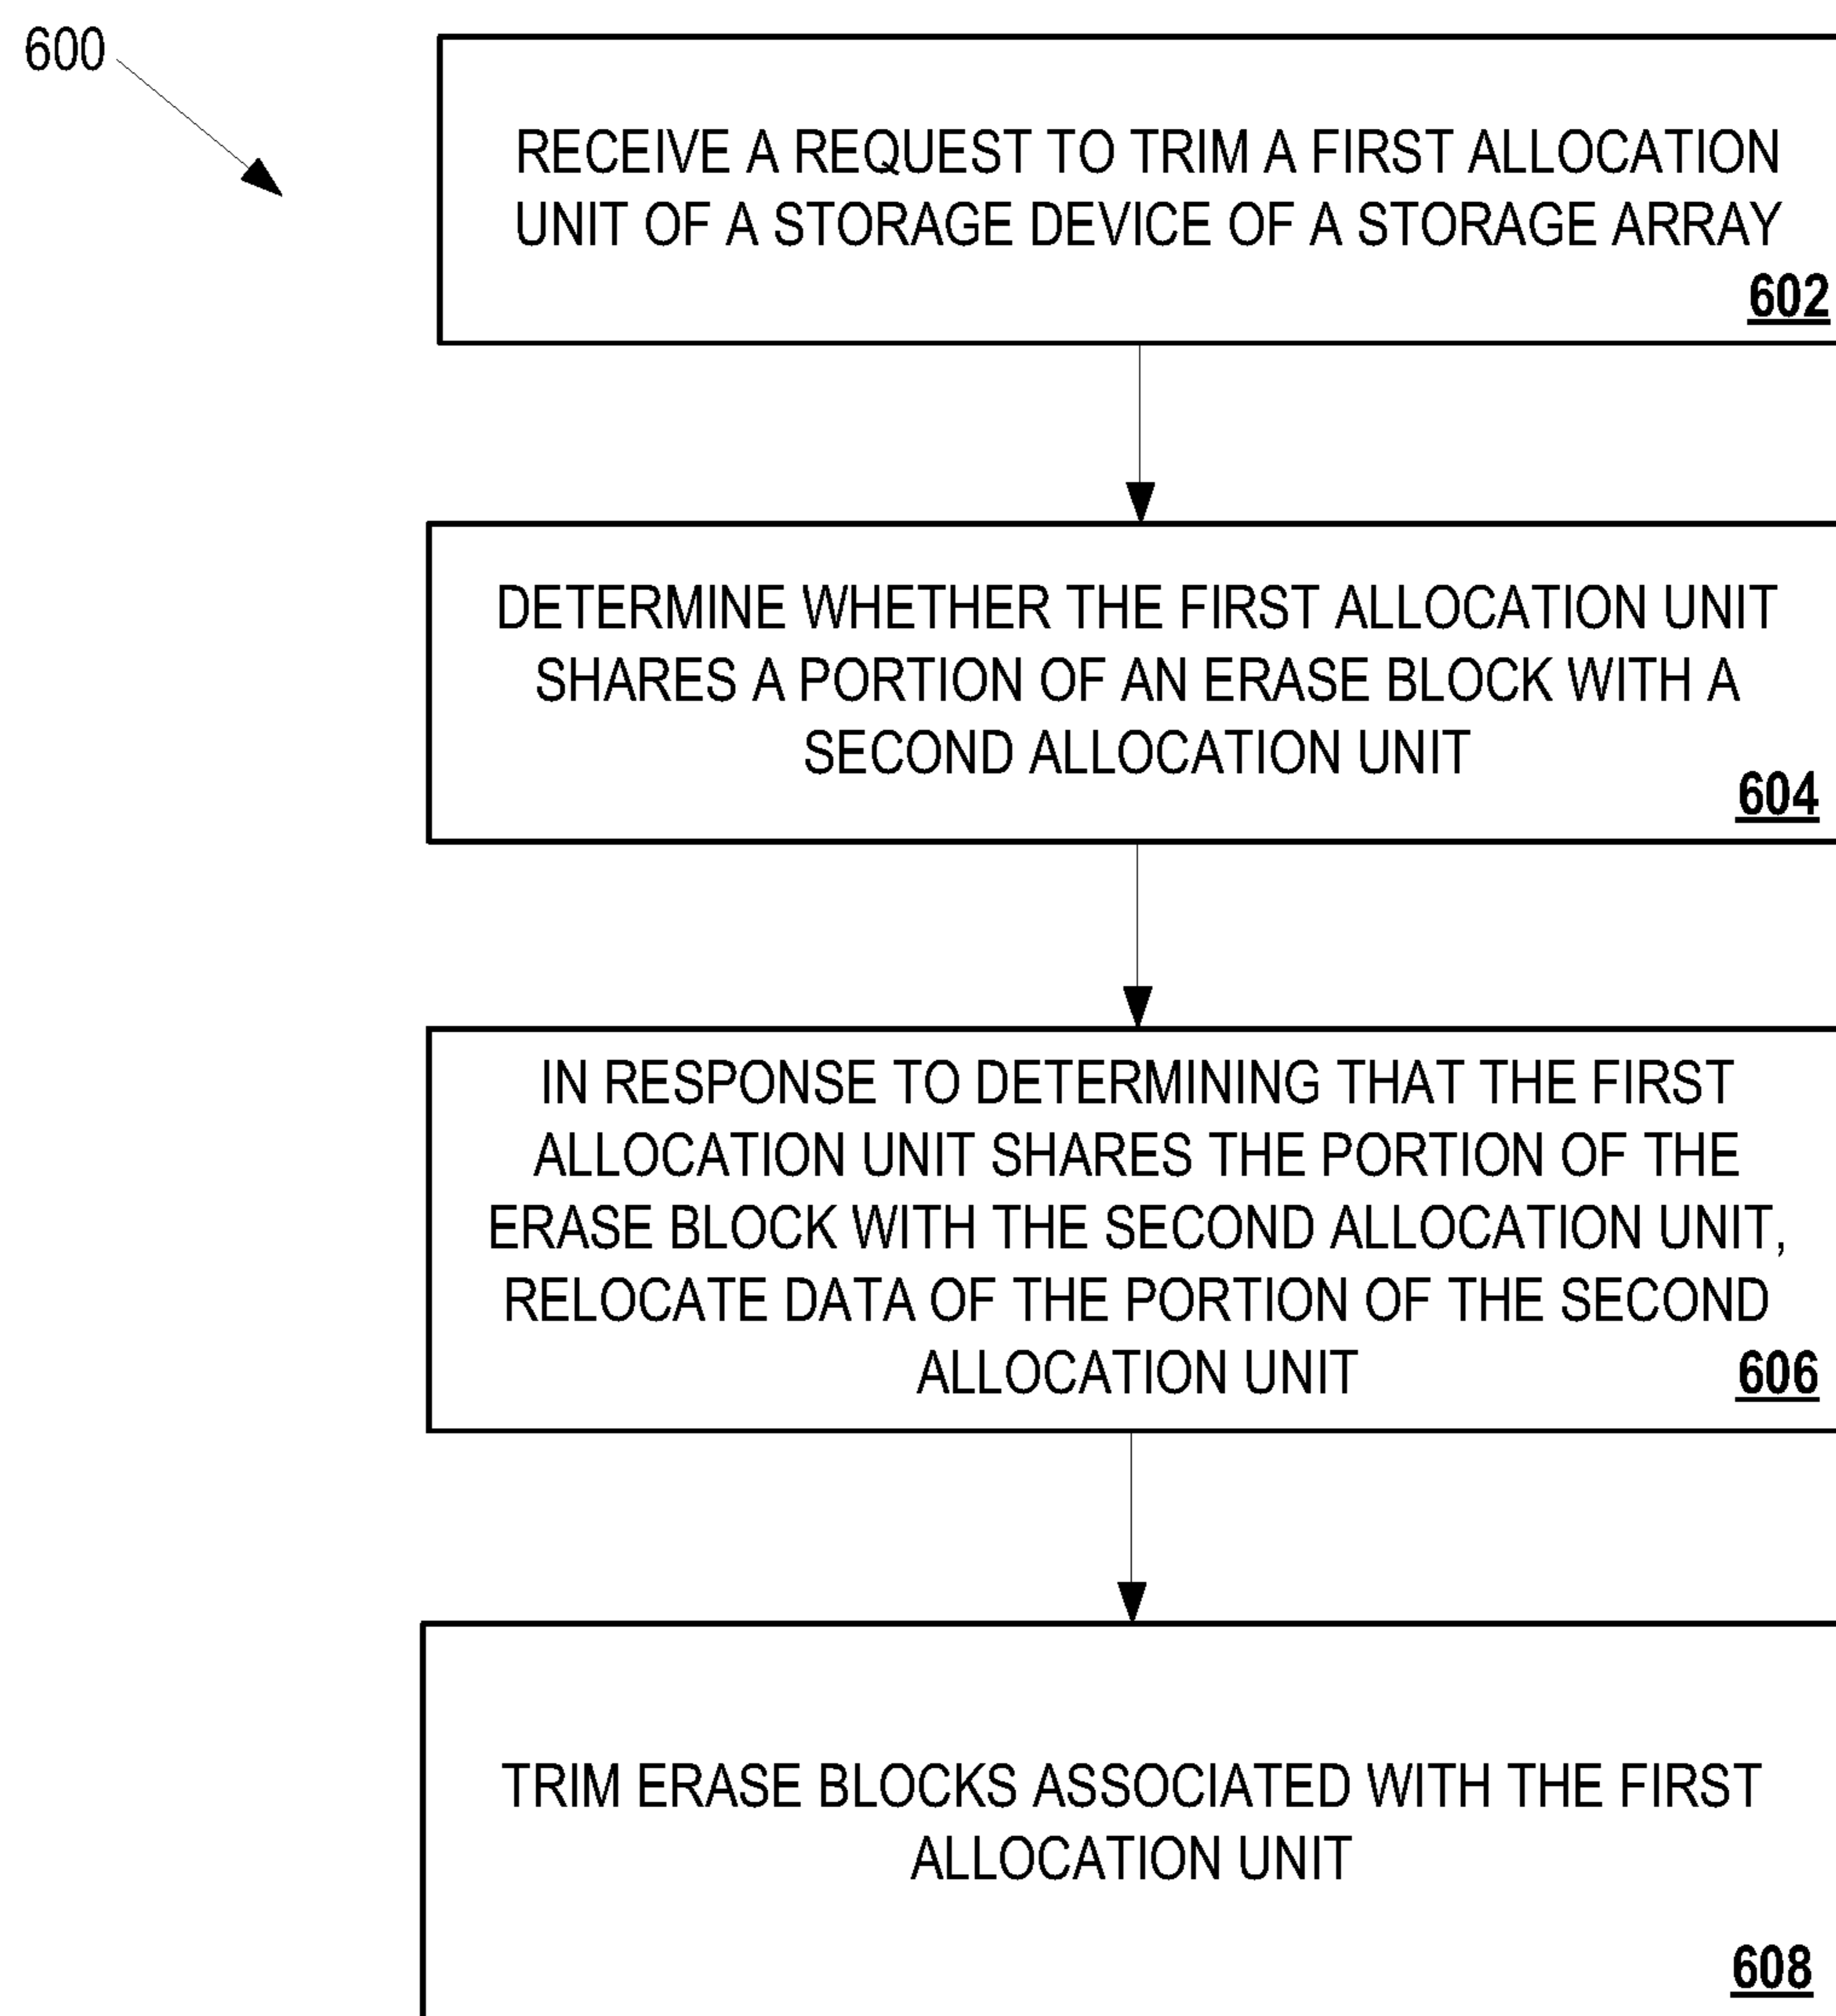 600
RECEIVE A REQUEST TO TRIM A FIRST ALLOCATION
UNIT OF A STORAGE DEVICE OF A STORAGE ARRAY
602
DETERMINE WHETHER THE FIRST ALLOCATION UNIT
SHARES A PORTION OF AN ERASE BLOCK WITH A
SECOND ALLOCATION UNIT
604
IN RESPONSE TO DETERMINING THAT THE FIRST
ALLOCATION UNIT SHARES THE PORTION OF THE
ERASE BLOCK WITH THE SECOND ALLOCATION UNIT,
RELOCATE DATA OF THE PORTION OF THE SECOND
ALLOCATION UNIT
606
TRIM ERASE BLOCKS ASSOCIATED WITH THE FIRST
ALLOCATION UNIT
608